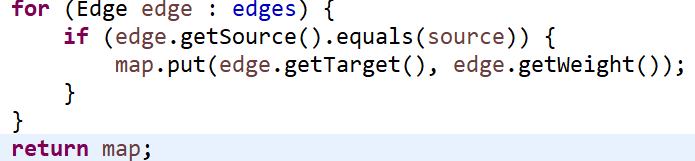 for (Edge edge : edges) {
    if (edge.getSource().equals(source)) {
        map.put(edge.getTarget(), edge.getWeight());
    }
}
return map;